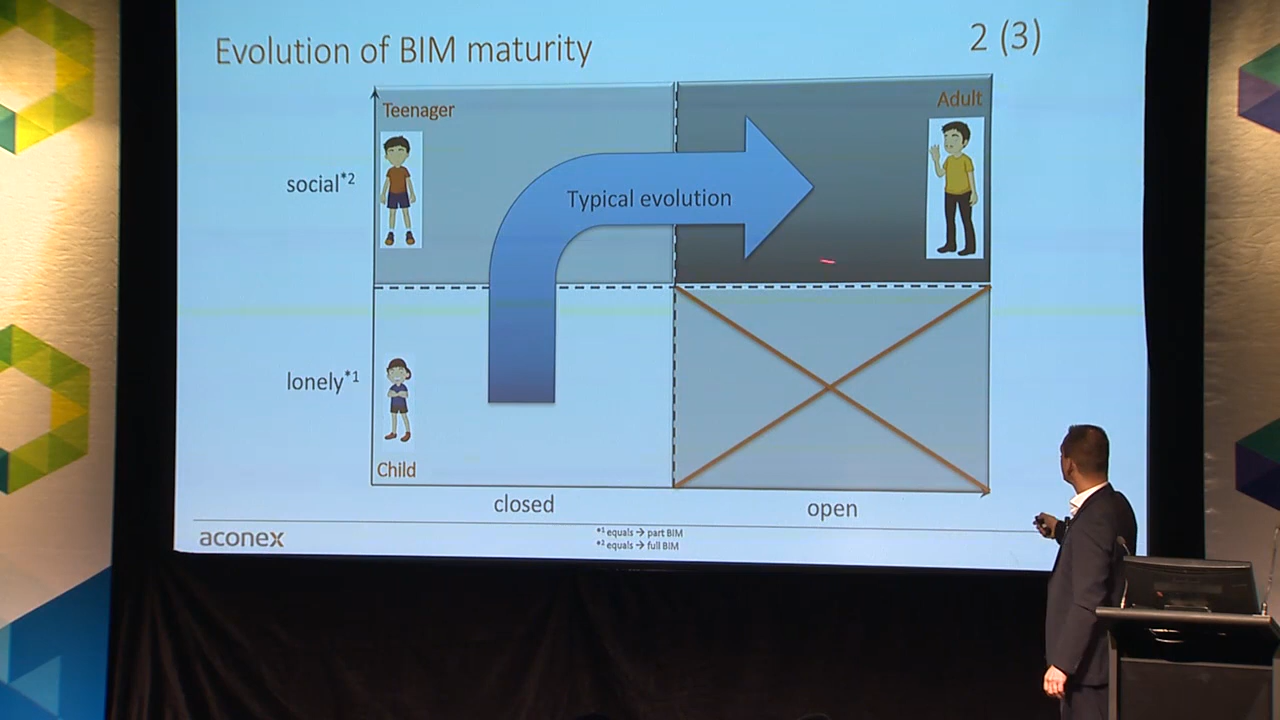 Evolution of BIM maturity
2 (3)
Teenager
Adult
social*2
Typical evolution
lonely*1
Child
closed
open
aconex
*1 equals → part BIM
*2 equals → full BIM